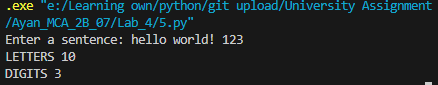 .exe "e:/Learning own/python/git upload/University Assignment
/Ayan_MCA_2B_07/Lab_4/5.py"
Enter a sentence: hello world! 123
LETTERS 10
DIGITS 3